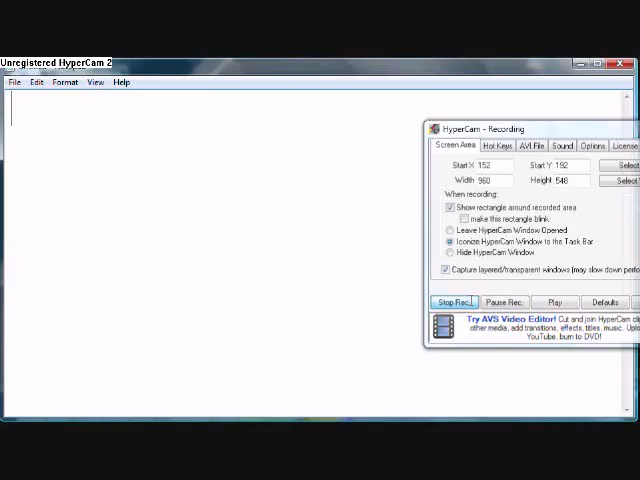 Unregistered HyperCam 2
File Edit Format View Help
HyperCam - Recording
Screen Area Hot Keys AVI File Sound Options License
Start X 152 Start Y 192 Select
Width 960 Height 548 Select
When recording:
Show rectangle around recorded area
make this rectangle blink
Leave HyperCam Window Opened
Iconize HyperCam Window to the Task Bar
Hide HyperCam Window
Capture layered/transparent windows (may slow down perfo
Stop Rec. Pause Rec. Play Defaults
Try AVS Video Editor! Cut and join HyperCam cli
other media, add transitions, effects, titles, music. Uplo
YouTube, burn to DVD!